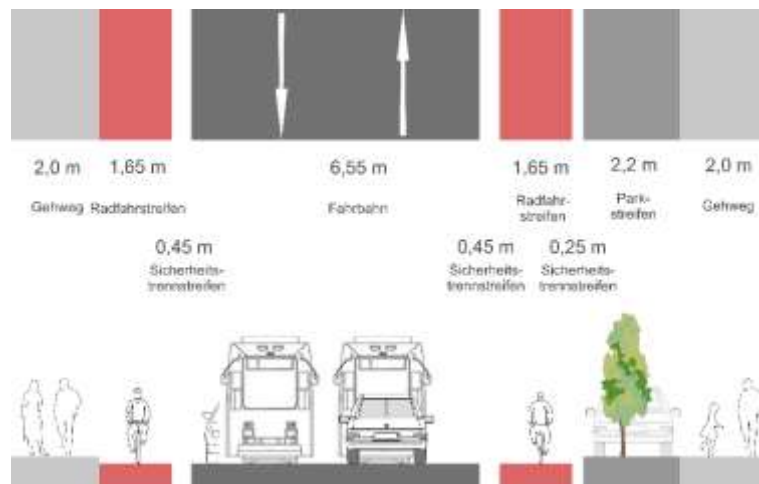 2,0 m 1,65 m 6,55 m 1,65 m 2,2 m 2,0 m
Gehweg Radfahrstreifen Fahrbahn Radfahr- Park- Gehweg
streifen streifen
0,45 m 0,45 m 0,25 m
Sicherheits- Sicherheits- Sicherheits-
trennstreifen trennstreifen trennstreifen